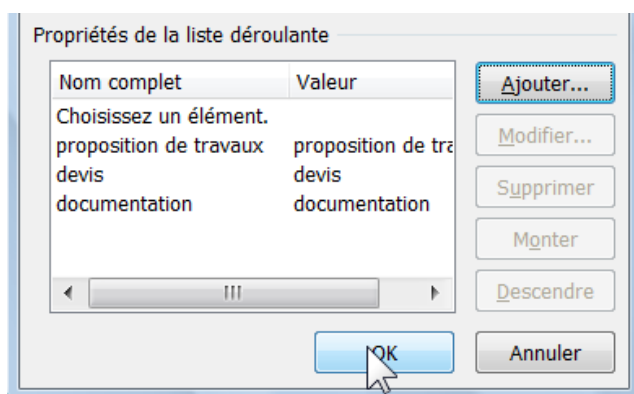 Propriétés de la liste déroulante
Nom complet Valeur
Choisissez un élément.
proposition de travaux proposition de tra
devis devis
documentation documentation
Ajouter...
Modifier...
Supprimer
Monter
Descendre
OK
Annuler